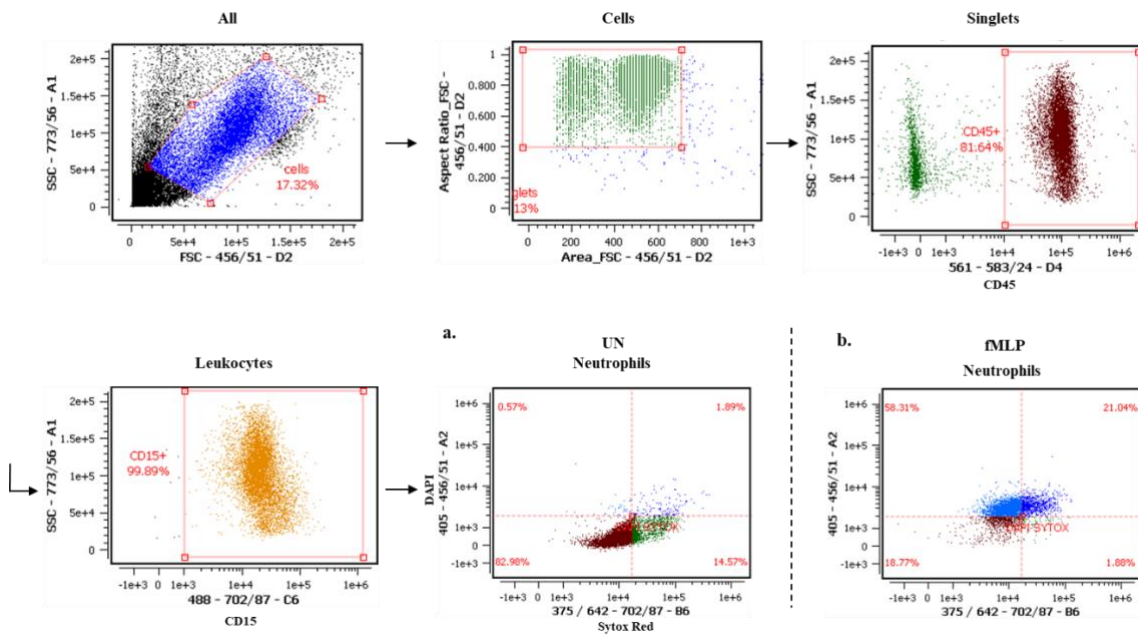 All
SSC - 773/56 - A1
2e+5
1.5e+5
1e+5
5e+4
0
cells
17.32%
0 5e+4 1e+5 1.5e+5 2e+5
FSC - 456/51 - D2
Cells
Aspect Ratio_FSC -
456/51 - D2
1
0.800
0.600
0.400
0.200
0
glets
13%
0 200 400 600 800 1e+3
Area_FSC - 456/51 - D2
Singlets
SSC - 773/56 - A1
2e+5
1.5e+5
1e+5
5e+4
0
CD45+
81.64%
-1e+3 0 1e+3 1e+4 1e+5 1e+6
561 - 583/24 - D4
CD45
Leukocytes
SSC - 773/56 - A1
2e+5
1.5e+5
1e+5
5e+4
0
CD15+
99.89%
-1e+3 0 1e+3 1e+4 1e+5 1e+6
488 - 702/87 - C6
CD15
a.
UN
Neutrophils
DAPI
405 - 456/51 - A2
1e+6
1e+5
1e+4
1e+3
0
-1e+3
0.57% 1.89%
82.98% 14.57%
-1e+3 0 1e+3 1e+4 1e+5 1e+6
375 / 642 - 702/87 - B6
Sytox Red
b.
fMLP
Neutrophils
405 - 456/51 - A2
1e+6
1e+5
1e+4
1e+3
0
-1e+3
58.31% 21.04%
18.77% 1.88%
-1e+3 0 1e+3 1e+4 1e+5 1e+6
375 / 642 - 702/87 - B6